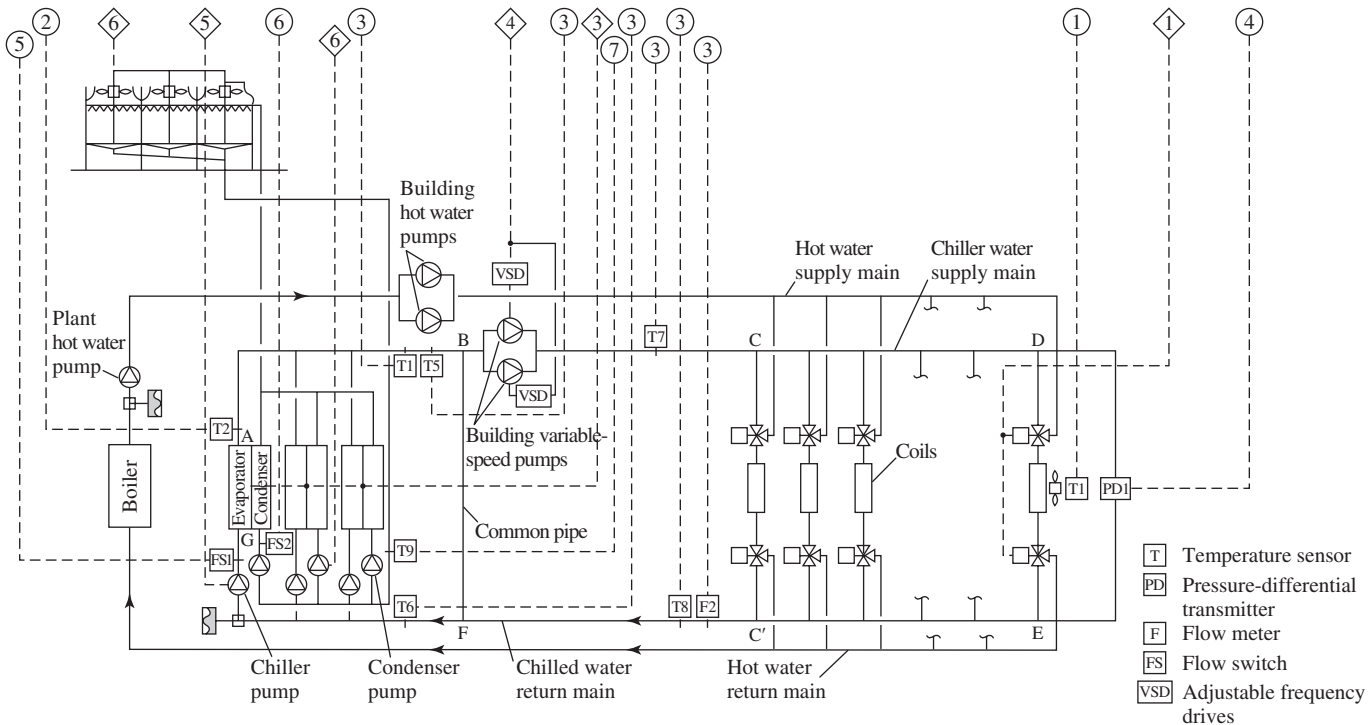 2
6
5
6
3
4
3
3
3
1
1
4
5
6
7
3
3
Building
hot water
pumps
Hot water
supply main
Chiller water
supply main
VSD
Plant
hot water
pump
B
T7
C
D
T1
T5
VSD
T2
A
Building variable-
speed pumps
Coils
Boiler
Evaporator
Condenser
T1
PD1
Common pipe
G
FS2
FS1
T9
T Temperature sensor
PD Pressure-differential
transmitter
T6
T8
F2
F
C'
E
F Flow meter
FS Flow switch
VSD Adjustable frequency
drives
Chiller
pump
Condenser
pump
Chilled water
return main
Hot water
return main